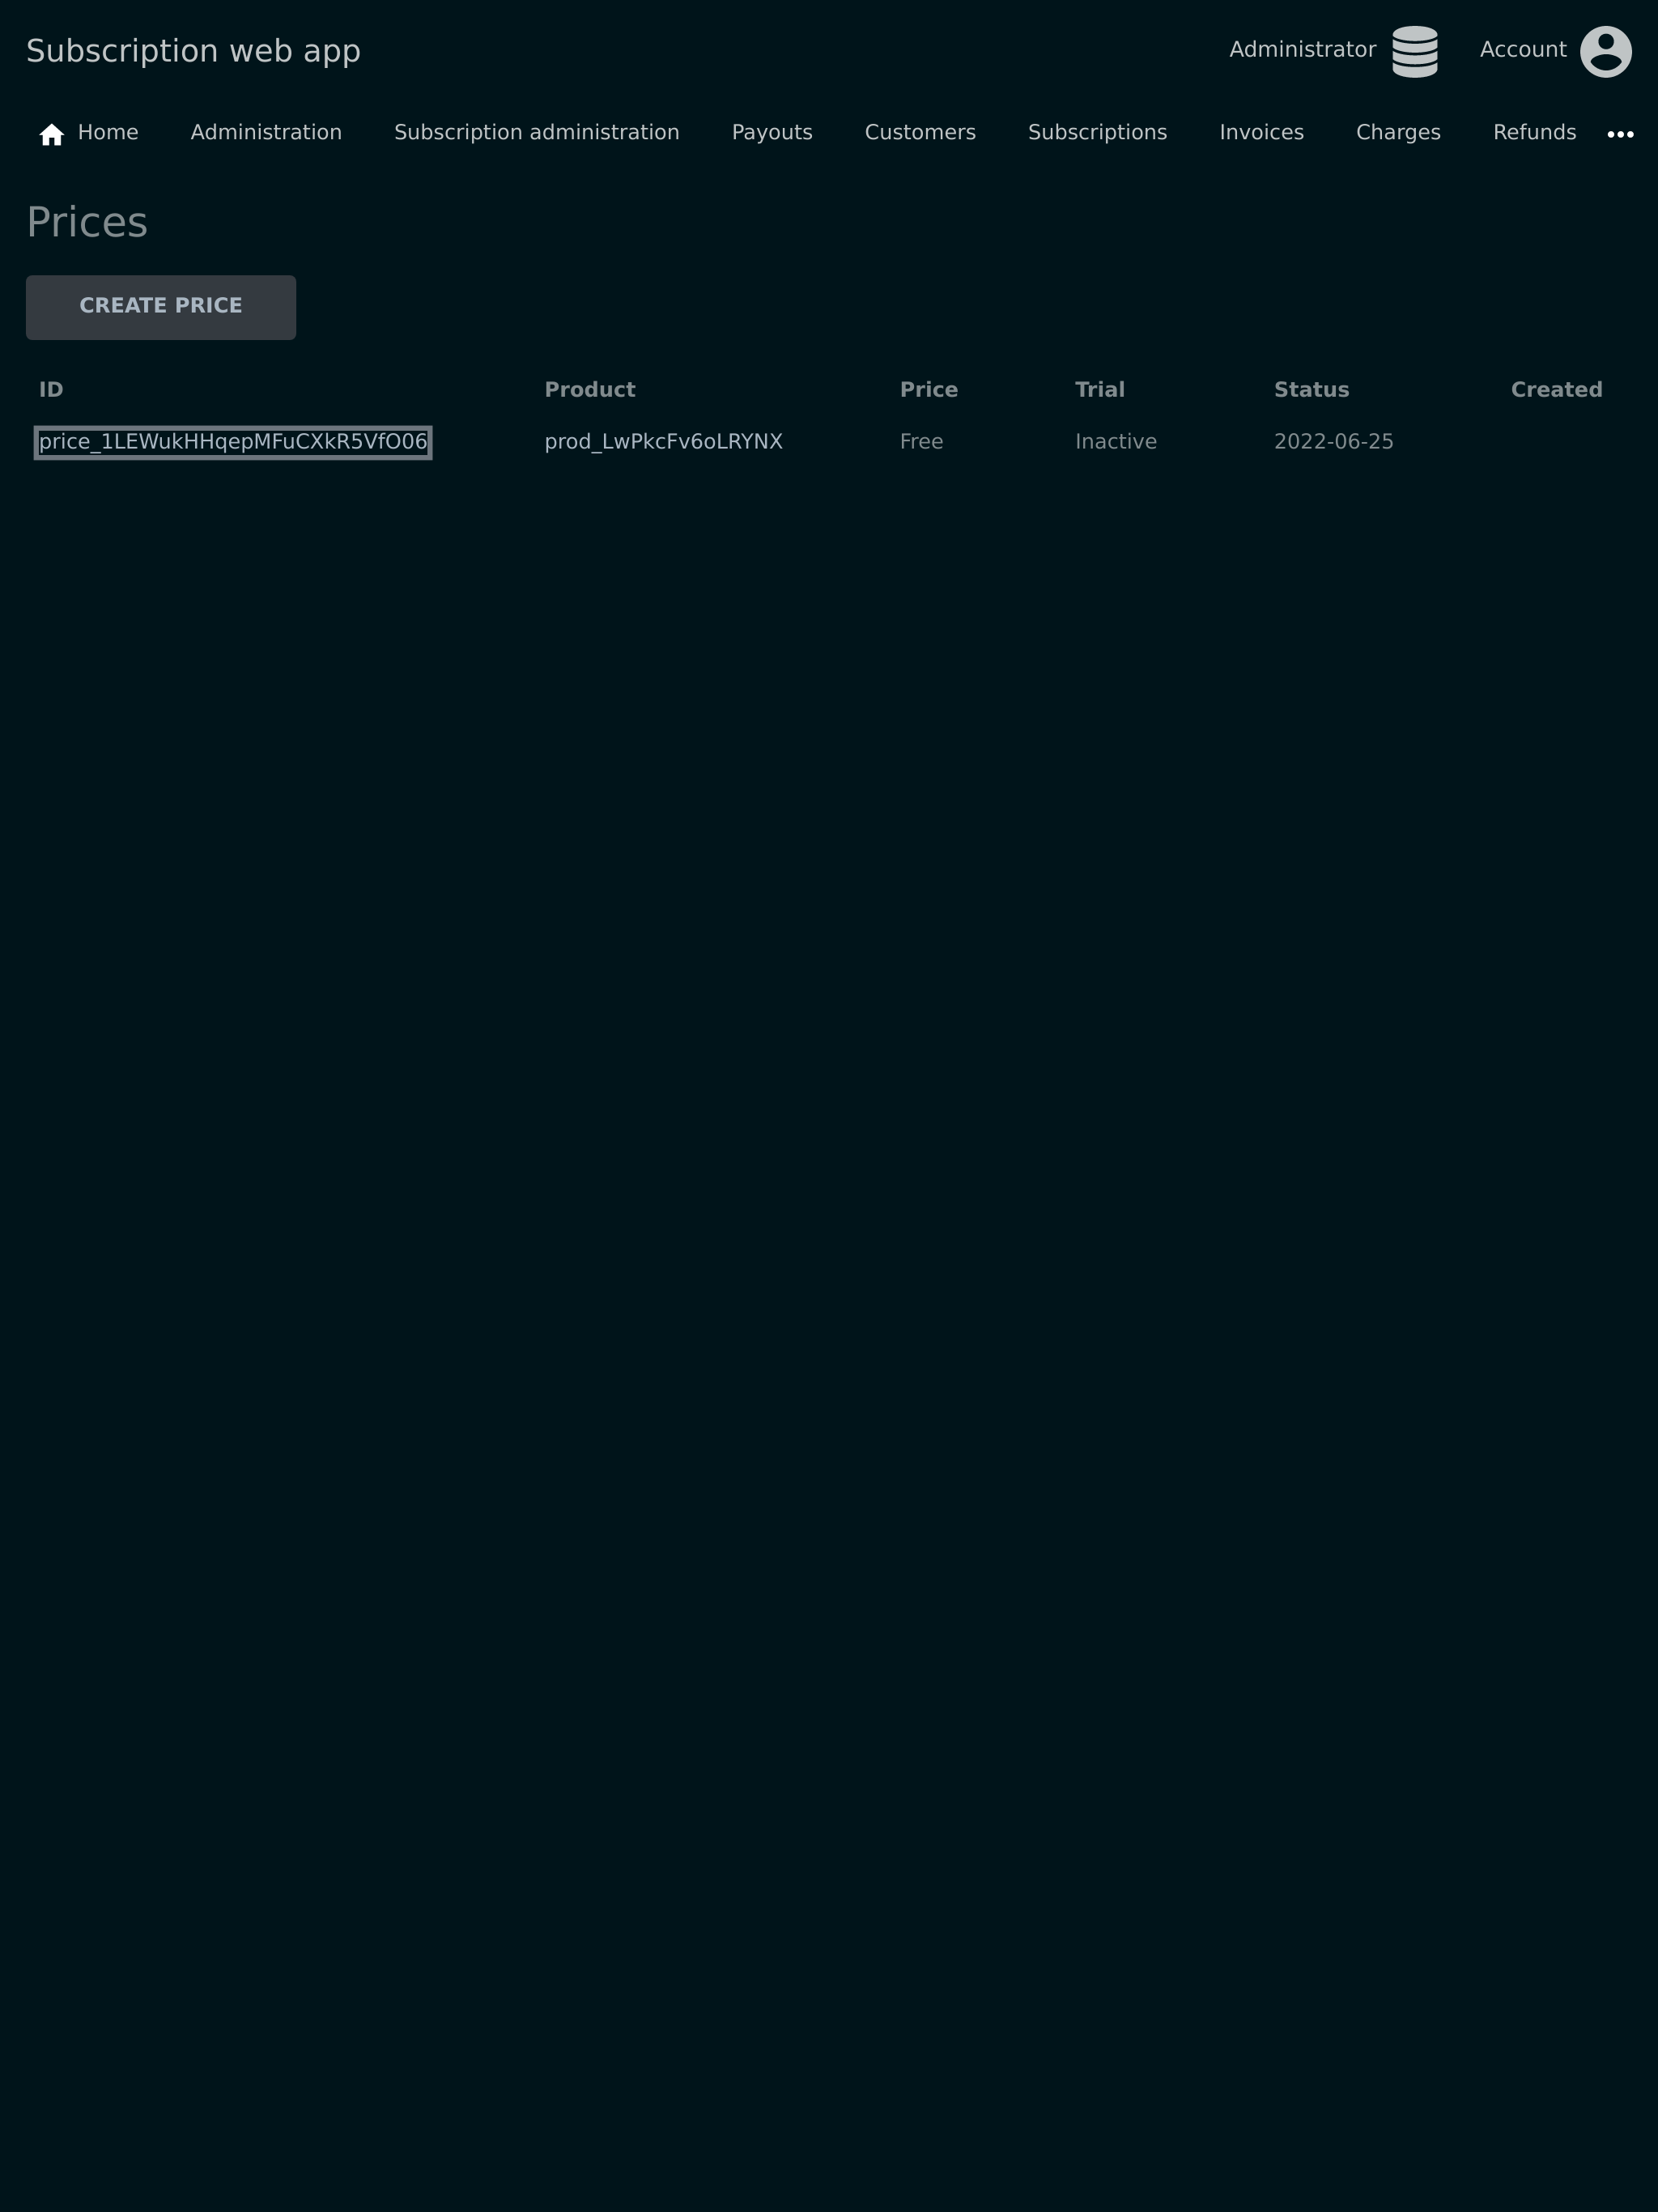 Subscription web app Administrator Account
Home Administration Subscription administration Payouts Customers Subscriptions Invoices Charges Refunds
Prices
CREATE PRICE
ID Product Price Trial Status Created
price_1LEWukHHqepMFuCXkR5VfO06 prod_LwPkcFv6oLRYNX Free Inactive 2022-06-25